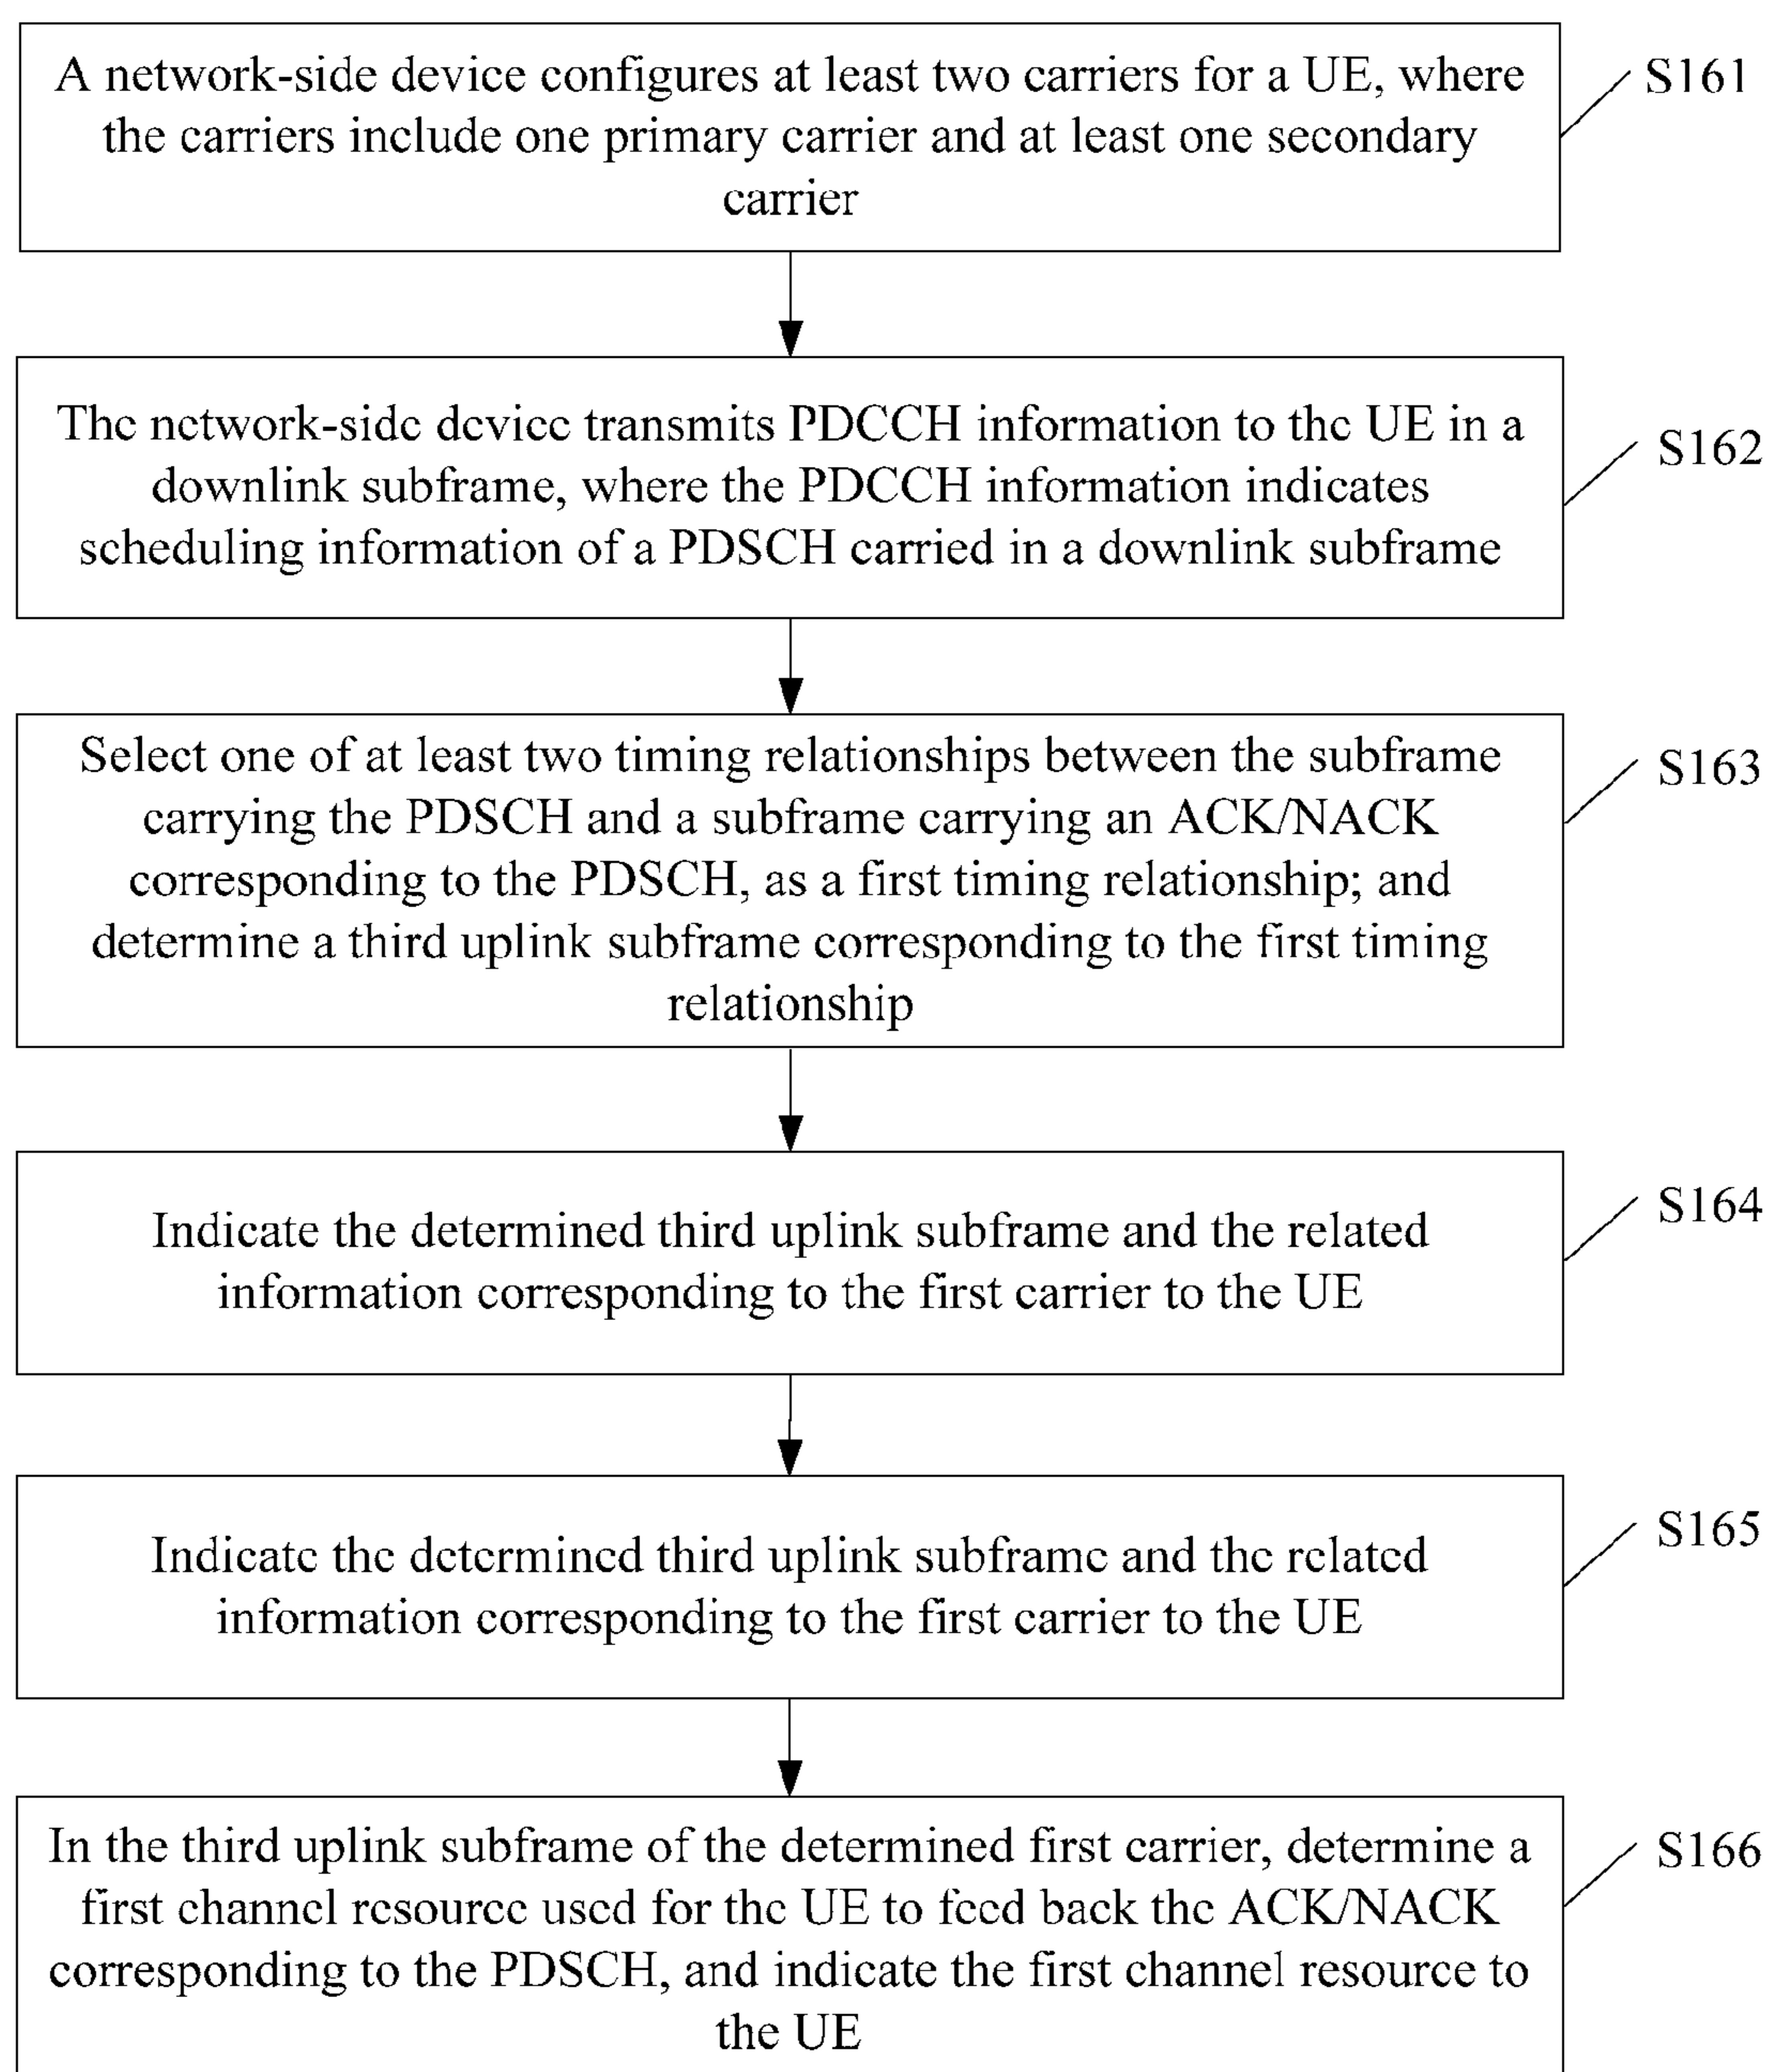 A network-side device configures at least two carriers for a UE, where
the carriers include one primary carrier and at least one secondary
carrier
S161
The network-side device transmits PDCCH information to the UE in a
downlink subframe, where the PDCCH information indicates
scheduling information of a PDSCH carried in a downlink subframe
S162
Select one of at least two timing relationships between the subframe
carrying the PDSCH and a subframe carrying an ACK/NACK
corresponding to the PDSCH, as a first timing relationship; and
determine a third uplink subframe corresponding to the first timing
relationship
S163
Indicate the determined third uplink subframe and the related
information corresponding to the first carrier to the UE
S164
Indicate the determined third uplink subframe and the related
information corresponding to the first carrier to the UE
S165
In the third uplink subframe of the determined first carrier, determine a
first channel resource used for the UE to feed back the ACK/NACK
corresponding to the PDSCH, and indicate the first channel resource to
the UE
S166